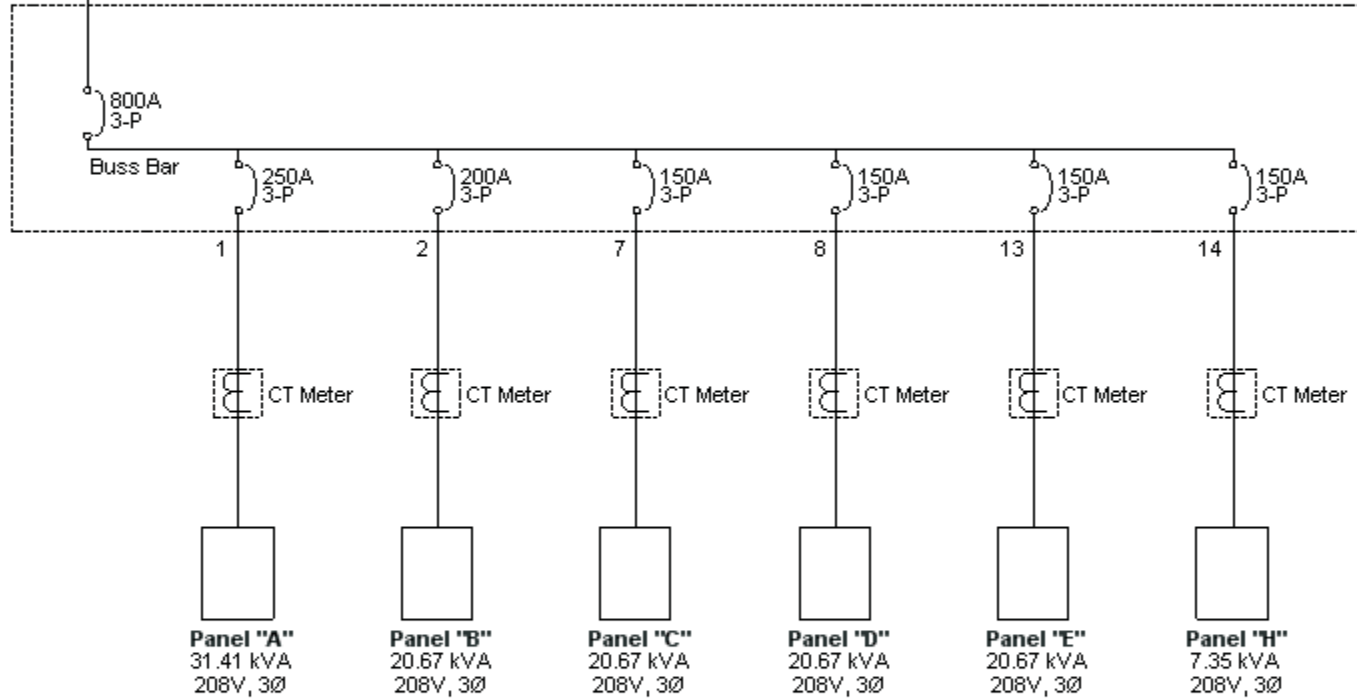 800A
3-P
Buss Bar
250A
3-P
200A
3-P
150A
3-P
150A
3-P
150A
3-P
150A
3-P
1
2
7
8
13
14
CT Meter
CT Meter
CT Meter
CT Meter
CT Meter
CT Meter
Panel "A"
31.41 kVA
208V, 3Ø
Panel "B"
20.67 kVA
208V, 3Ø
Panel "C"
20.67 kVA
208V, 3Ø
Panel "D"
20.67 kVA
208V, 3Ø
Panel "E"
20.67 kVA
208V, 3Ø
Panel "H"
7.35 kVA
208V, 3Ø